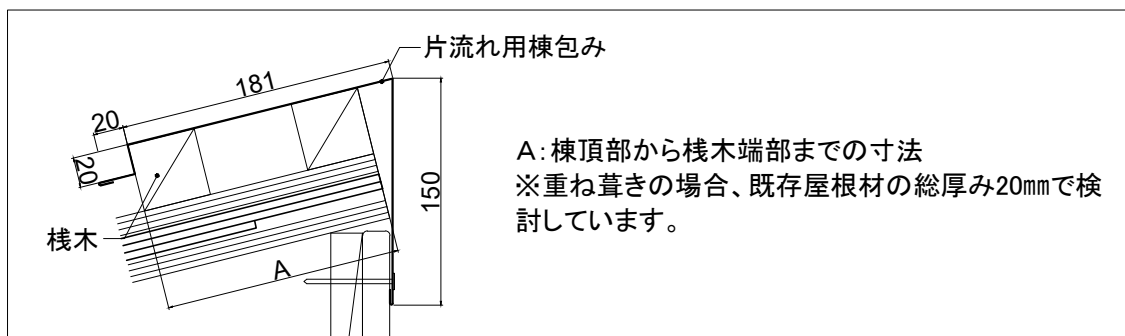 片流れ用棟包み
181
20
20
150
桟木
A
A:棟頂部から桟木端部までの寸法
※重ね葺きの場合、既存屋根材の総厚み20㎜で検
討しています。